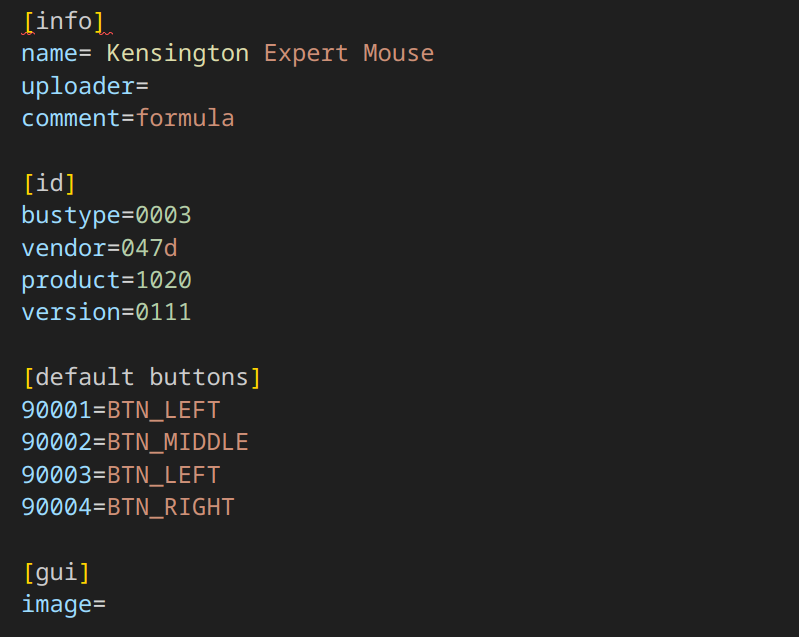 [info]
name= Kensington Expert Mouse
uploader=
comment=formula

[id]
bustype=0003
vendor=047d
product=1020
version=0111

[default buttons]
90001=BTN_LEFT
90002=BTN_MIDDLE
90003=BTN_LEFT
90004=BTN_RIGHT

[gui]
image=